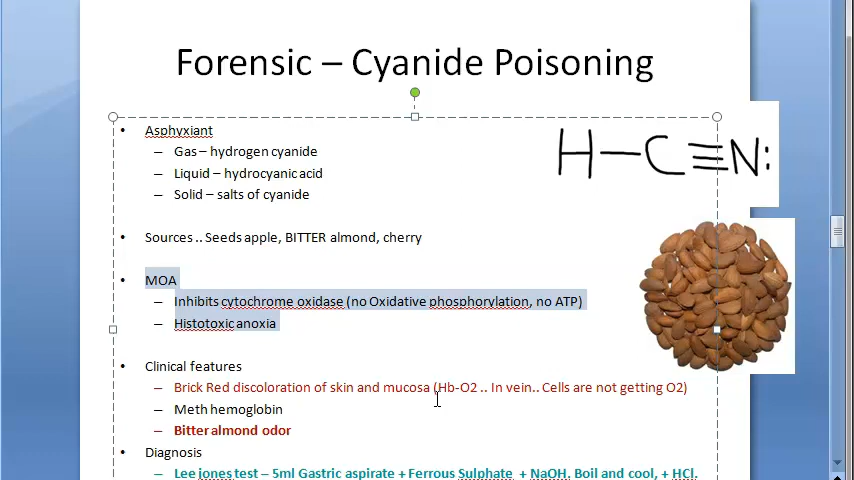 Forensic – Cyanide Poisoning
• Asphyxiant
– Gas – hydrogen cyanide
– Liquid – hydrocyanic acid
– Solid – salts of cyanide
• Sources .. Seeds apple, BITTER almond, cherry
• MOA
– Inhibits cytochrome oxidase (no Oxidative phosphorylation, no ATP)
– Histotoxic anoxia
• Clinical features
– Brick Red discoloration of skin and mucosa (Hb-O2 .. In vein.. Cells are not getting O2)
– Meth hemoglobin
– Bitter almond odor
• Diagnosis
– Lee jones test – 5ml Gastric aspirate + Ferrous Sulphate + NaOH, Boil and cool, + HCl.
H—C≡N: